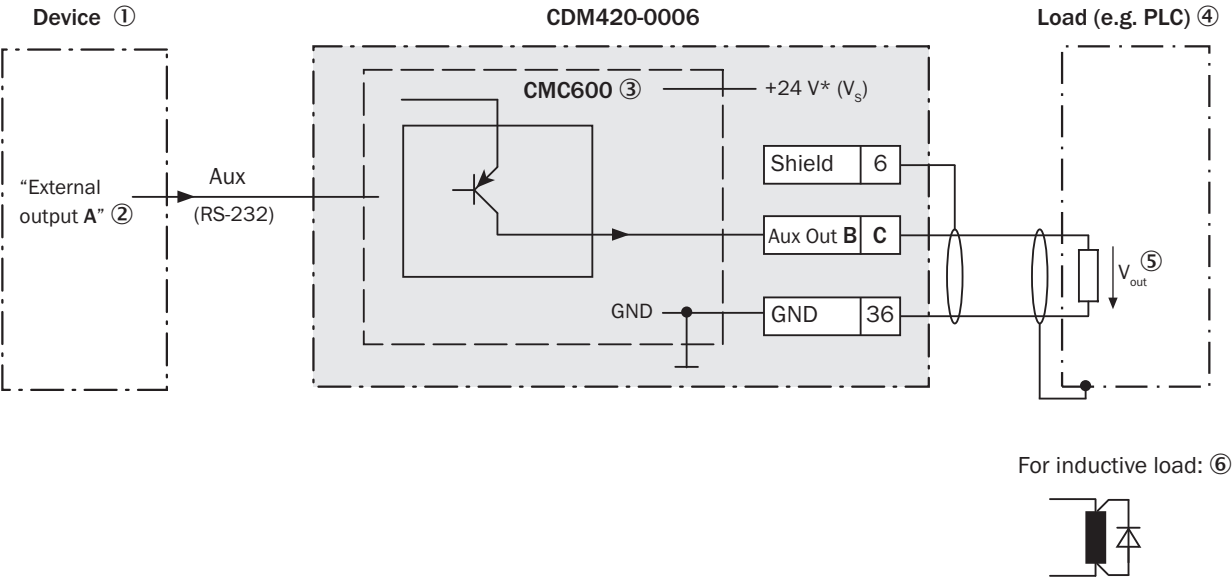 Device ①
CDM420-0006
Load (e.g. PLC) ④
CMC600 ③
+24 V* (Vs)
Shield 6
"External
output A" ②
Aux
(RS-232)
Aux Out B C
Vout ⑤
GND
GND 36
For inductive load: ⑥